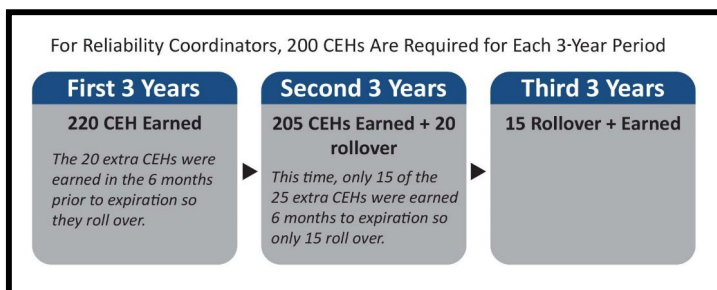 For Reliability Coordinators, 200 CEHs Are Required for Each 3-Year Period
First 3 Years
220 CEH Earned
The 20 extra CEHs were
earned in the 6 months
prior to expiration so
they roll over.
Second 3 Years
205 CEHs Earned + 20
rollover
This time, only 15 of the
25 extra CEHs were earned
6 months to expiration so
only 15 roll over.
Third 3 Years
15 Rollover + Earned